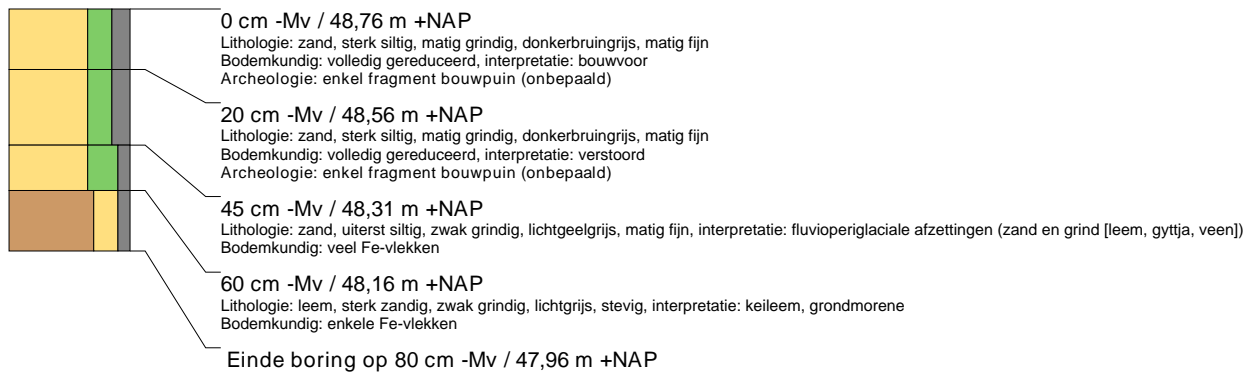 0 cm -Mv / 48,76 m +NAP
Lithologie: zand, sterk siltig, matig grindig, donkerbruingrijs, matig fijn
Bodemkundig: volledig gereduceerd, interpretatie: bouwvoor
Archeologie: enkel fragment bouwpuin (onbepaald)
20 cm -Mv / 48,56 m +NAP
Lithologie: zand, sterk siltig, matig grindig, donkerbruingrijs, matig fijn
Bodemkundig: volledig gereduceerd, interpretatie: verstoord
Archeologie: enkel fragment bouwpuin (onbepaald)
45 cm -Mv / 48,31 m +NAP
Lithologie: zand, uiterst siltig, zwak grindig, lichtgeelgrijs, matig fijn, interpretatie: fluvioperiglaciale afzettingen (zand en grind [leem, gyttja, veen])
Bodemkundig: veel Fe-vlekken
60 cm -Mv / 48,16 m +NAP
Lithologie: leem, sterk zandig, zwak grindig, lichtgrijs, stevig, interpretatie: keileem, grondmorene
Bodemkundig: enkele Fe-vlekken
Einde boring op 80 cm -Mv / 47,96 m +NAP